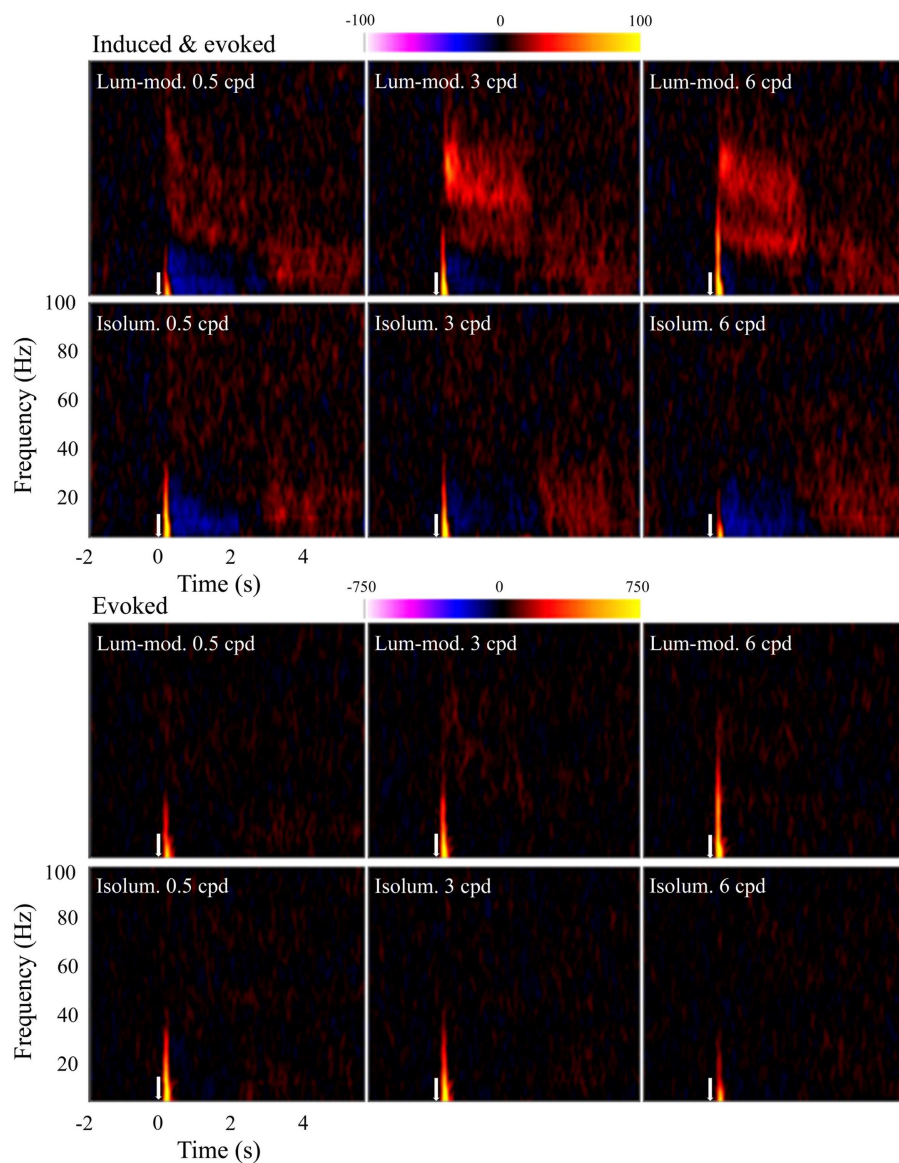 -100 0 100
Induced & evoked
Lum-mod. 0.5 cpd Lum-mod. 3 cpd Lum-mod. 6 cpd
100
Isolum. 0.5 cpd Isolum. 3 cpd Isolum. 6 cpd
80
60
40
20
Frequency (Hz)
-2 0 2 4
Time (s)
-750 0 750
Evoked
Lum-mod. 0.5 cpd Lum-mod. 3 cpd Lum-mod. 6 cpd
100
Isolum. 0.5 cpd Isolum. 3 cpd Isolum. 6 cpd
80
60
40
20
Frequency (Hz)
-2 0 2 4
Time (s)